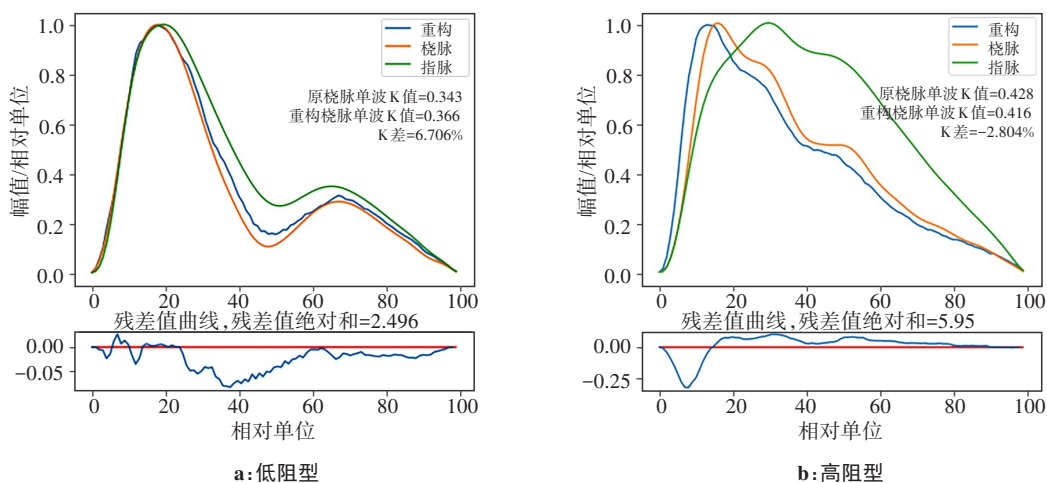 1.0
0.8
0.6
0.4
0.2
0.0
幅值/相对单位
重构
桡脉
指脉
原桡脉单波K值=0.343
重构桡脉单波K值=0.366
K差=6.706%
0 20 40 60 80 100
残差值曲线,残差值绝对和=2.496
0.00
−0.05
0 20 40 60 80 100
相对单位
a:低阻型
1.0
0.8
0.6
0.4
0.2
0.0
幅值/相对单位
重构
桡脉
指脉
原桡脉单波K值=0.428
重构桡脉单波K值=0.416
K差=−2.804%
0 20 40 60 80 100
残差值曲线,残差值绝对和=5.95
0.00
−0.25
0 20 40 60 80 100
相对单位
b:高阻型